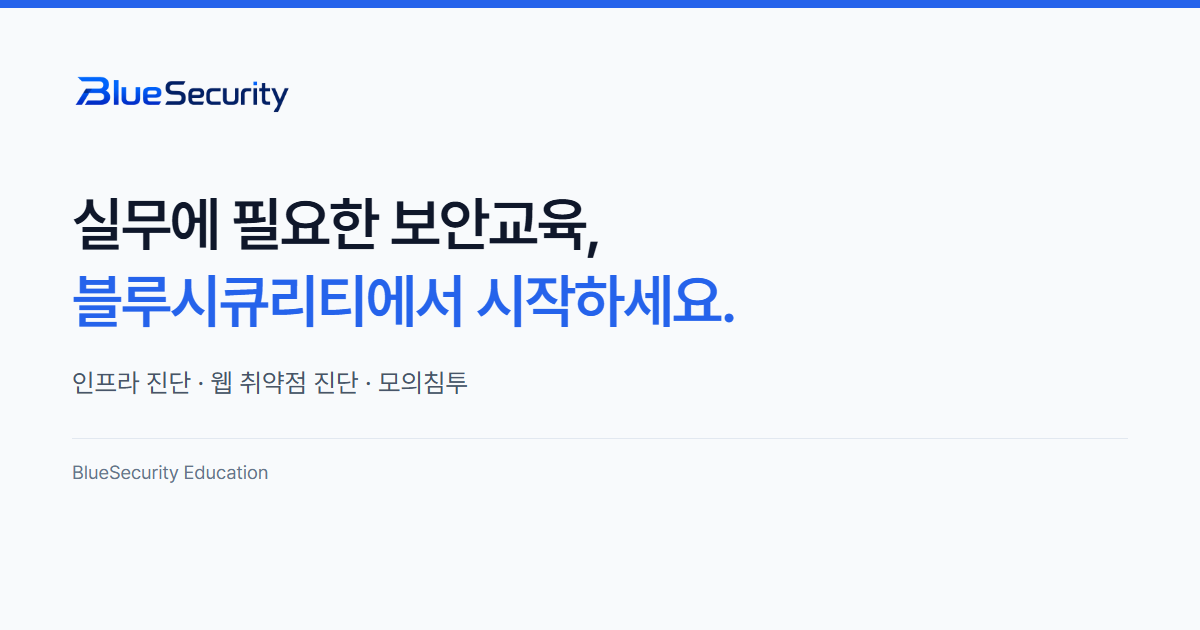 BlueSecurity
실무에 필요한 보안교육,
블루시큐리티에서 시작하세요.
인프라 진단 · 웹 취약점 진단 · 모의침투
BlueSecurity Education